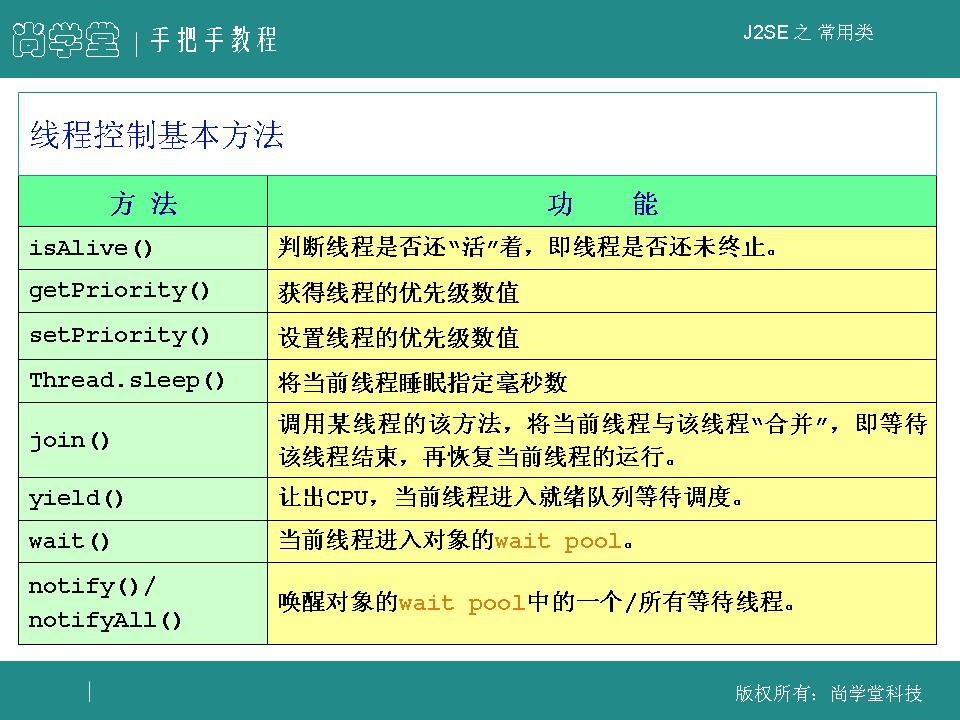 尚学堂 | 手把手教程
J2SE 之 常用类
线程控制基本方法
方 法 功 能
isAlive() 判断线程是否还“活”着，即线程是否还未终止。
getPriority() 获得线程的优先级数值
setPriority() 设置线程的优先级数值
Thread.sleep() 将当前线程睡眠指定毫秒数
join() 调用某线程的该方法，将当前线程与该线程“合并”，即等待
该线程结束，再恢复当前线程的运行。
yield() 让出CPU，当前线程进入就绪队列等待调度。
wait() 当前线程进入对象的wait pool。
notify()/
notifyAll() 唤醒对象的wait pool中的一个/所有等待线程。
版权所有：尚学堂科技